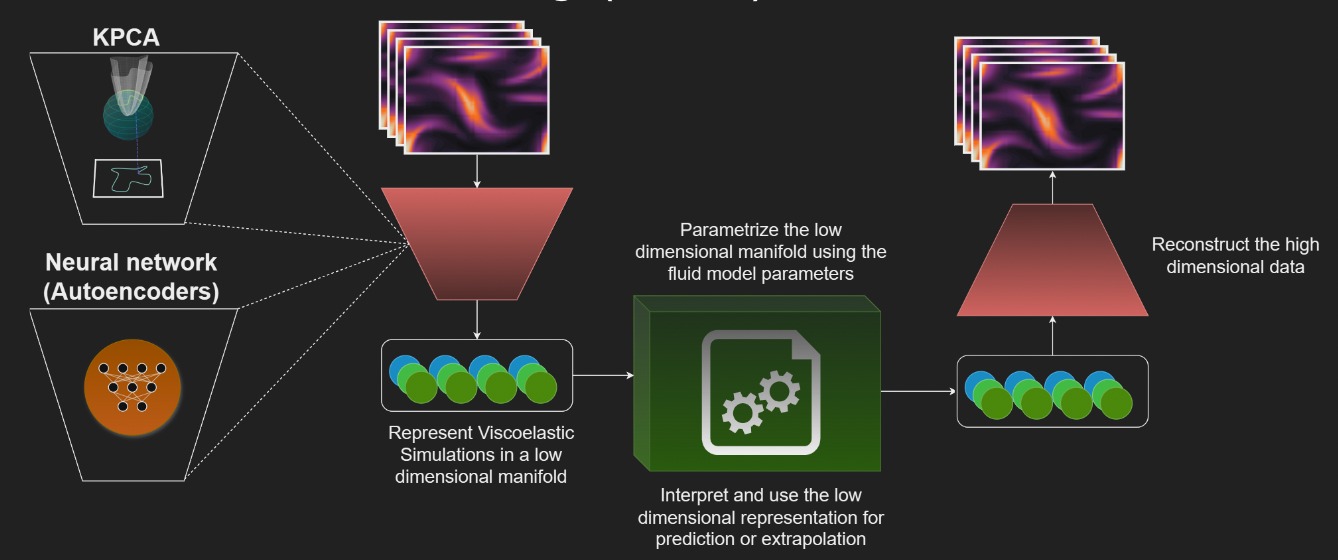 KPCA
Neural network
(Autoencoders)
Represent Viscoelastic
Simulations in a low
dimensional manifold
Parametrize the low
dimensional manifold using the
fluid model parameters
Interpret and use the low
dimensional representation for
prediction or extrapolation
Reconstruct the high
dimensional data